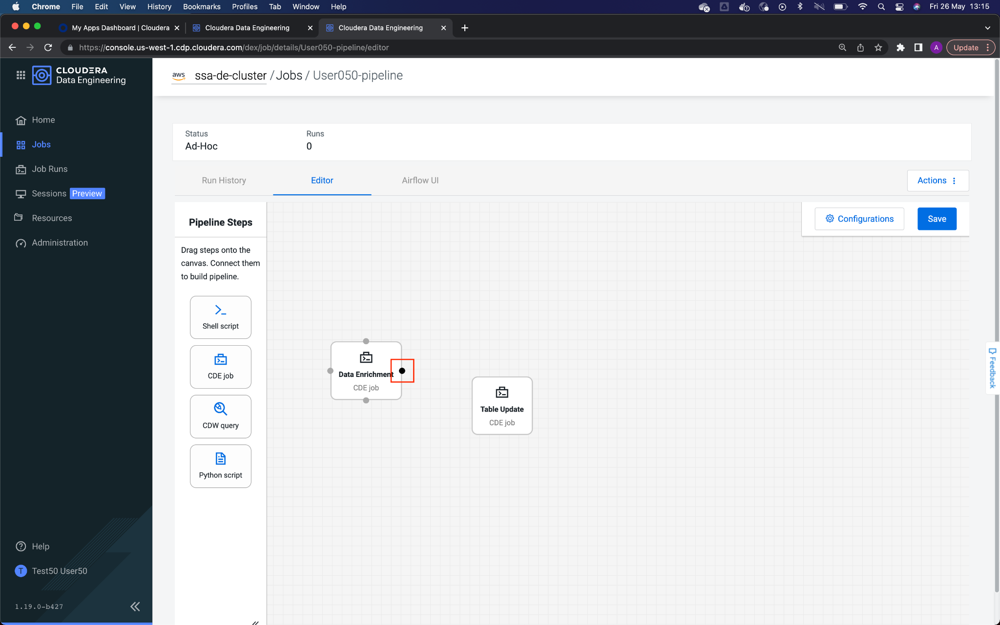 Chrome File Edit View History Bookmarks Profiles Tab Window Help Fri 26 May 13:15
My Apps Dashboard | Cloudera Cloudera Data Engineering Cloudera Data Engineering
https://console.us-west-1.cdp.cloudera.com/dex/job/details/User050-pipeline/editor A Update
CLOUDERA
Data Engineering
aws ssa-de-cluster / Jobs / User050-pipeline
Home
Jobs
Job Runs
Sessions Preview
Resources
Administration
Help
T Test50 User50
1.19.0-b427
Status Runs
Ad-Hoc 0
Run History Editor Airflow UI Actions
Pipeline Steps
Configurations Save
Drag steps onto the
canvas. Connect them
to build pipeline.
Shell script
CDE job
CDW query
Python script
Data Enrichment
CDE job
Table Update
CDE job
Feedback